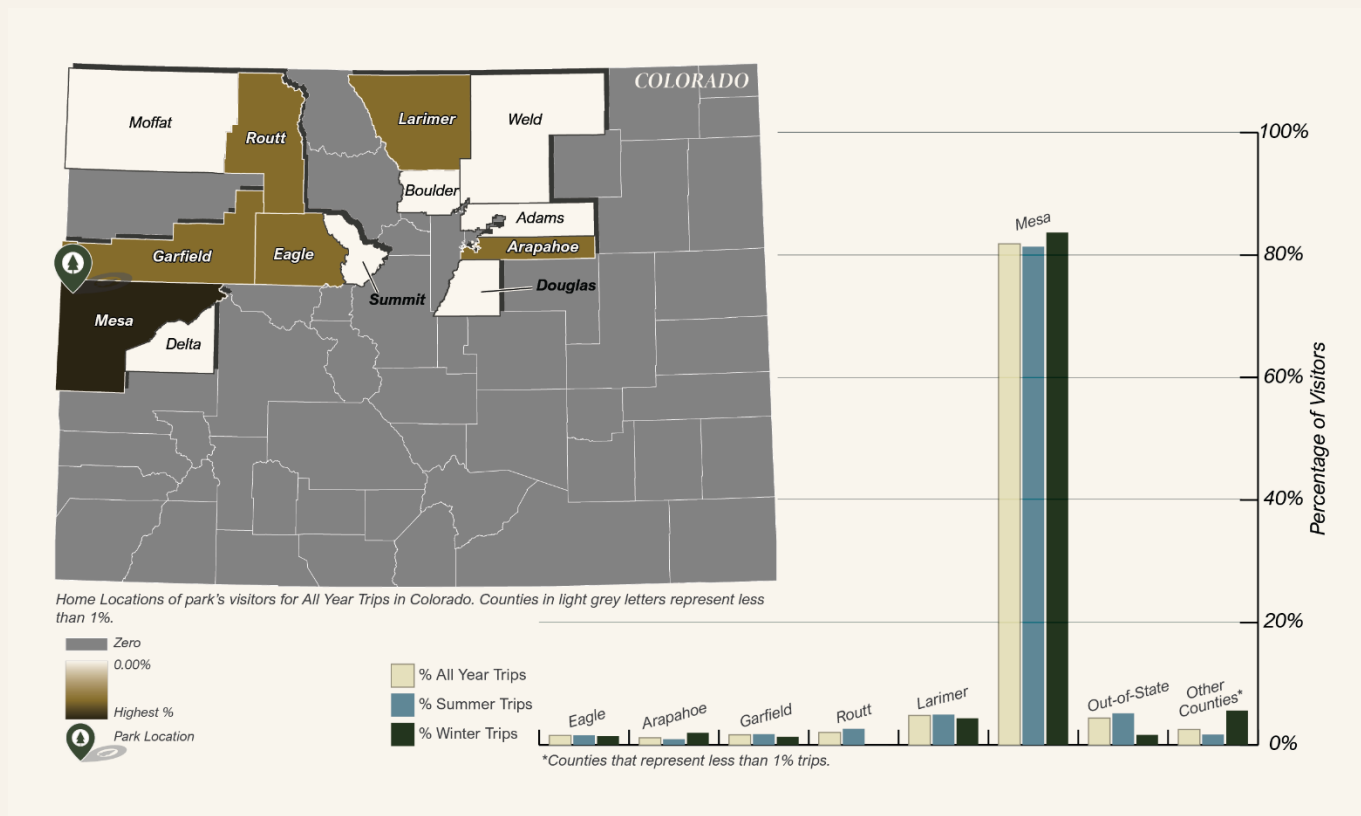 COLORADO
Moffat
Routt
Larimer
Weld
Boulder
Adams
Arapahoe
Garfield
Eagle
Summit
Douglas
Mesa
Delta
Home Locations of park's visitors for All Year Trips in Colorado. Counties in light grey letters represent less
than 1%.
Zero
0.00%
Highest %
Park Location
% All Year Trips
% Summer Trips
% Winter Trips
Eagle
Arapahoe
Garfield
Routt
Larimer
Mesa
Out-of-State
Other
Counties*
*Counties that represent less than 1% trips.
100%
80%
60%
40%
20%
0%
Percentage of Visitors